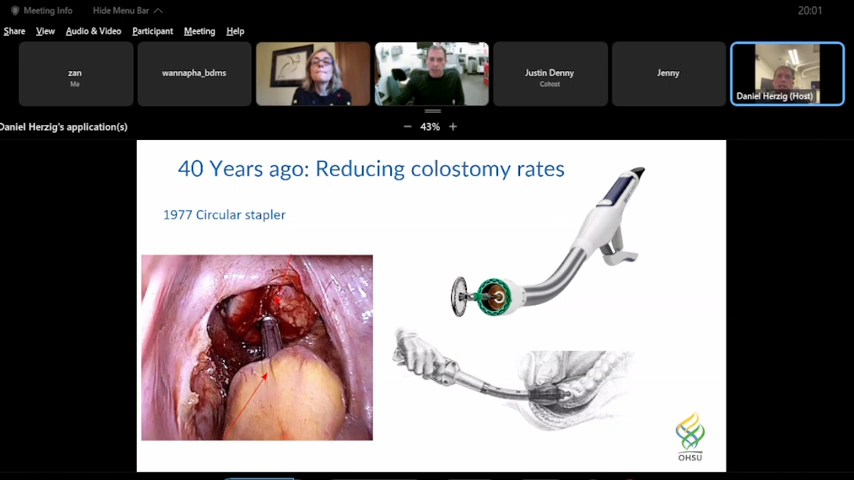 Meeting Info
Hide Menu Bar
20:01
Share View Audio & Video Participant Meeting Help
zan
Me
wannapha_bdms
Justin Denny
Cohost
Jenny
Daniel Herzig (Host)
Daniel Herzig's application(s)
43%
40 Years ago: Reducing colostomy rates
1977 Circular stapler
OHSU